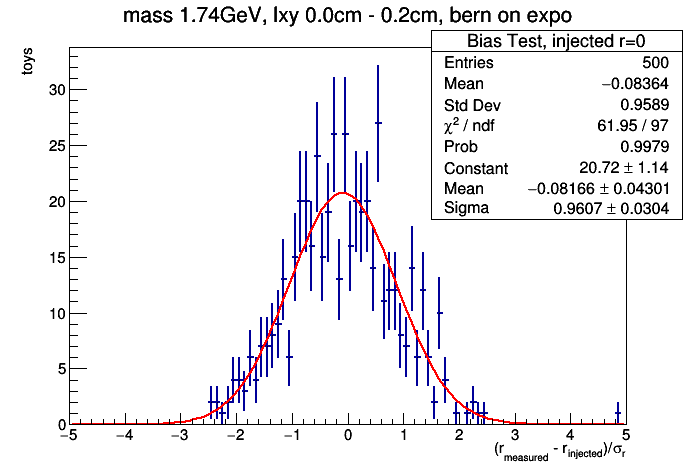 mass 1.74GeV, lxy 0.0cm - 0.2cm, bern on expo
toys
Bias Test, injected r=0
Entries 500
Mean −0.08364
Std Dev 0.9589
χ² / ndf 61.95 / 97
Prob 0.9979
Constant 20.72 ± 1.14
Mean −0.08166 ± 0.04301
Sigma 0.9607 ± 0.0304
30
25
20
15
10
5
0
−5 −4 −3 −2 −1 0 1 2 3 4 5
(r_measured - r_injected)/σ_r